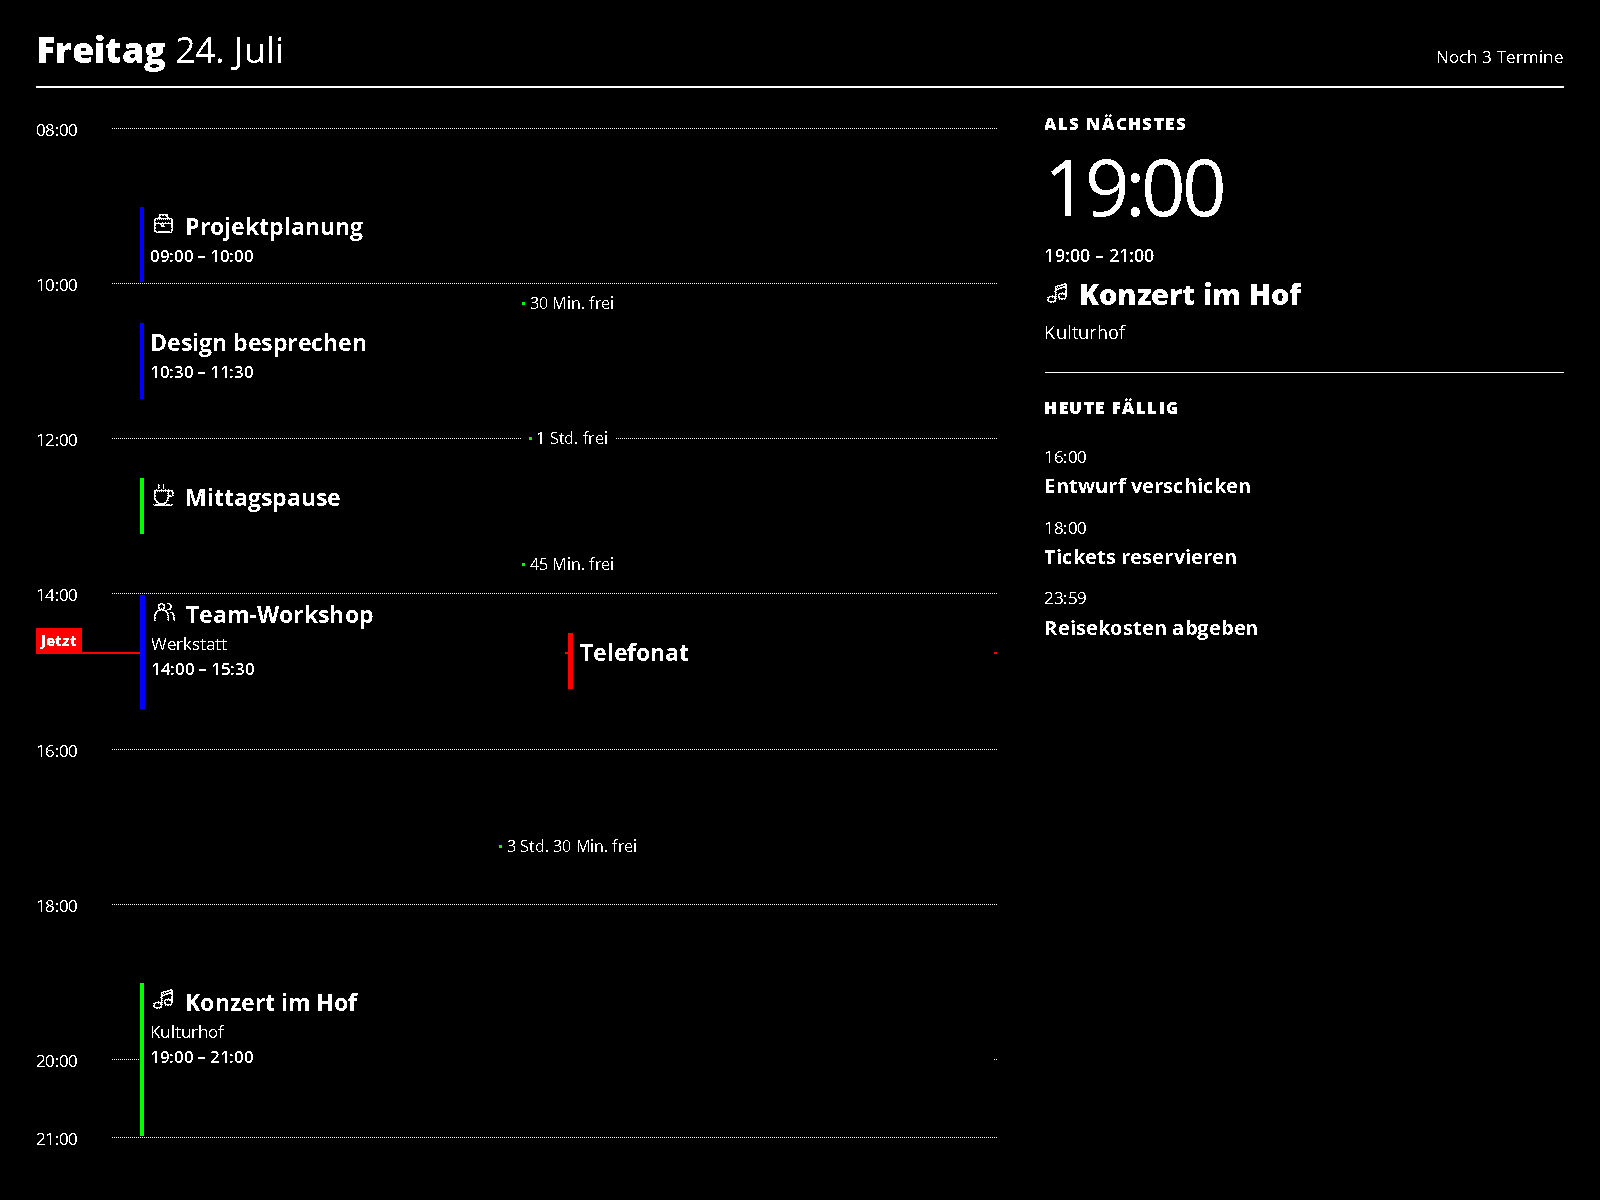 Freitag 24. Juli
Noch 3 Termine
08:00
Projektplanung
09:00 – 10:00
10:00
30 Min. frei
Design besprechen
10:30 – 11:30
12:00
1 Std. frei
Mittagspause
45 Min. frei
14:00
Team-Workshop
Jetzt
Werkstatt
14:00 – 15:30
Telefonat
16:00
3 Std. 30 Min. frei
18:00
Konzert im Hof
Kulturhof
19:00 – 21:00
20:00
21:00
ALS NÄCHSTES
19:00
19:00 – 21:00
Konzert im Hof
Kulturhof
HEUTE FÄLLIG
16:00
Entwurf verschicken
18:00
Tickets reservieren
23:59
Reisekosten abgeben